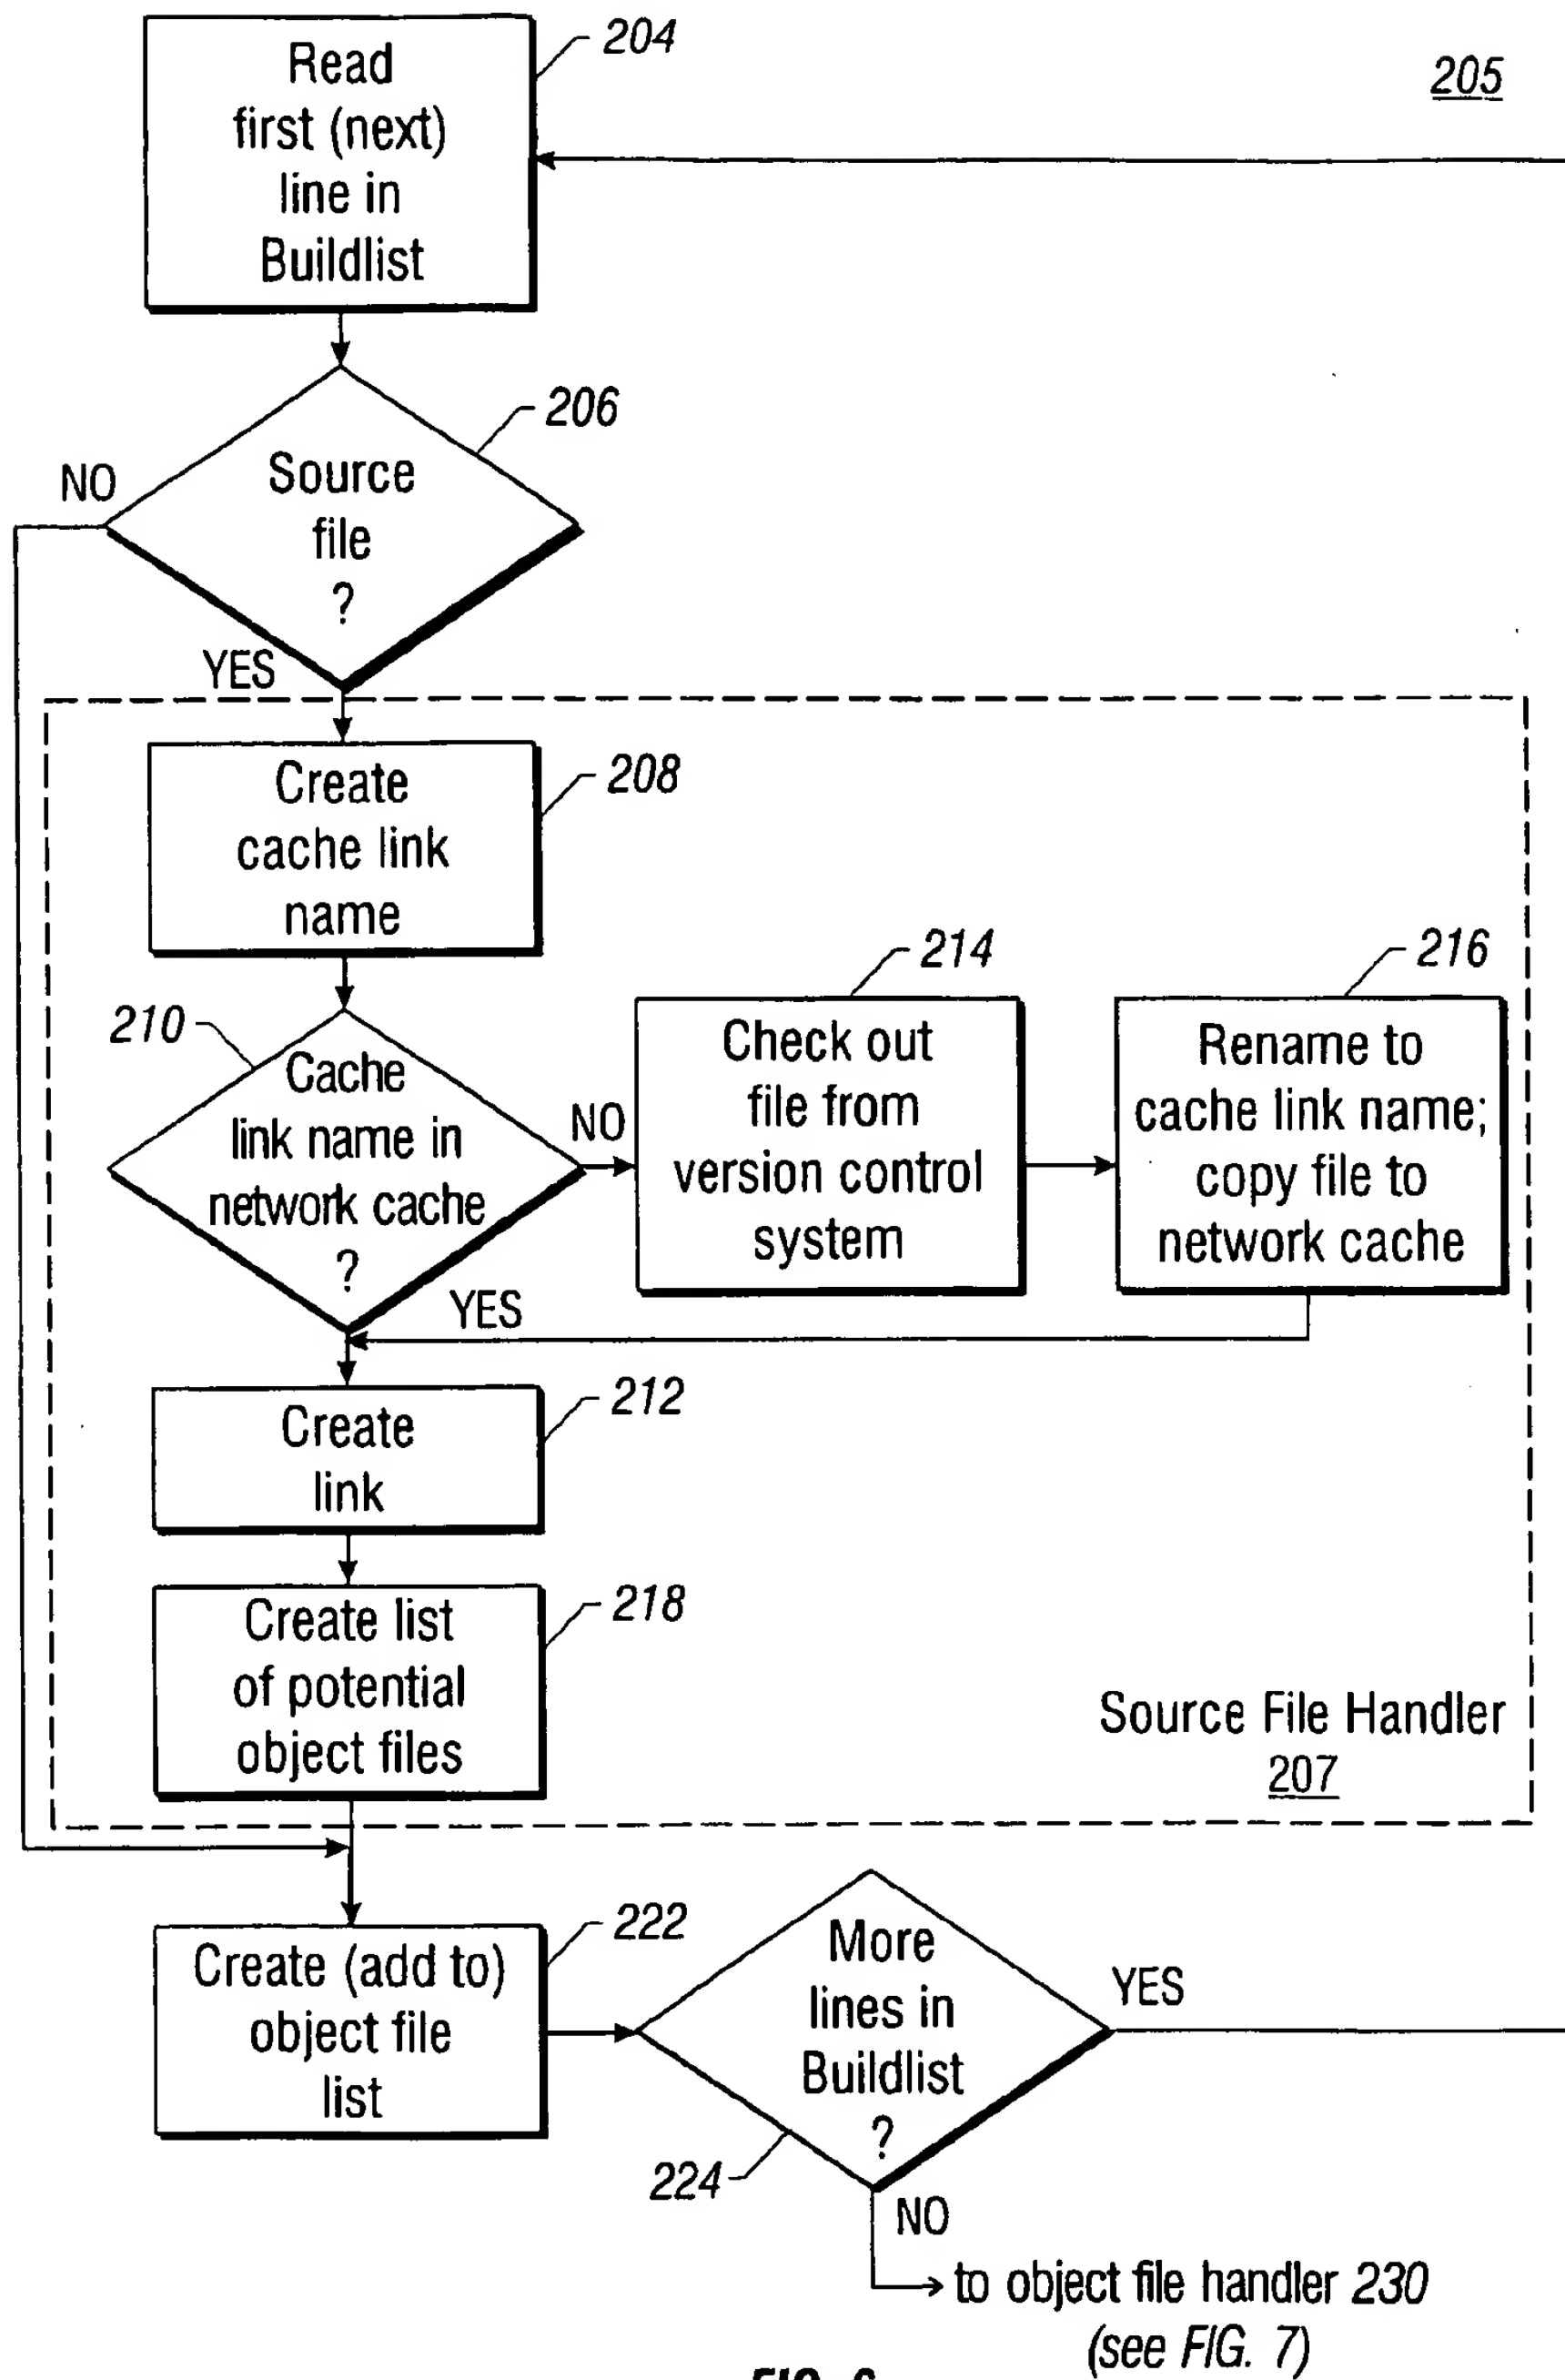 204
Read
first (next)
line in
Buildlist
205
206
Source
file
?
NO
YES
208
Create
cache link
name
210
Cache
link name in
network cache
?
NO
YES
214
Check out
file from
version control
system
216
Rename to
cache link name;
copy file to
network cache
212
Create
link
218
Create list
of potential
object files
Source File Handler
207
222
Create (add to)
object file
list
More
lines in
Buildlist
?
YES
224
NO
to object file handler 230
(see FIG. 7)